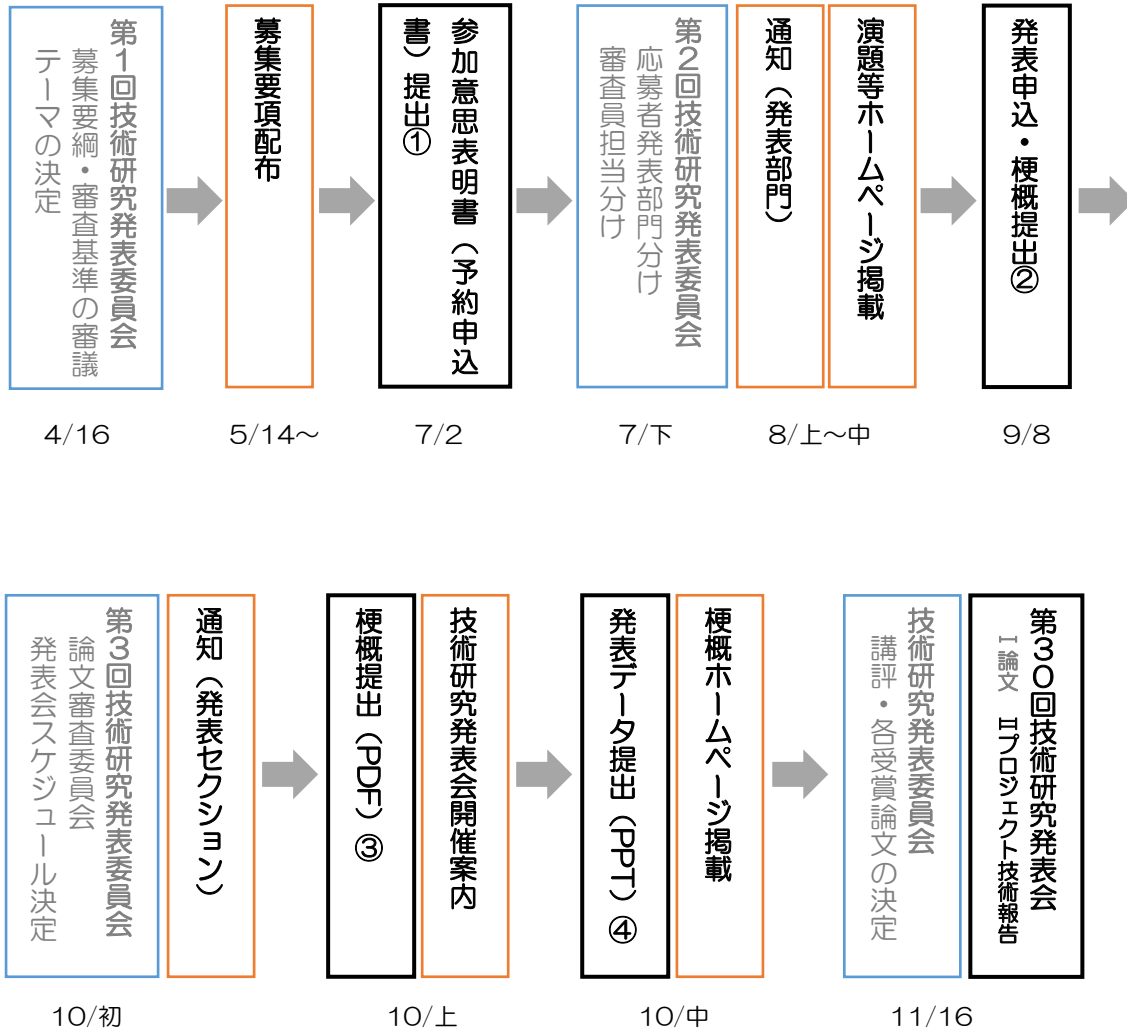 第１回技術研究発表委員会
募集要綱・審査基準の審議
テーマの決定
募集要項配布
参加意思表明書（予約申込
書）提出①
第２回技術研究発表委員会
応募者発表部門分け
審査員担当分け
通知（発表部門）
演題等ホームページ掲載
発表申込・梗概提出②
4/16
5/14～
7/2
7/下
8/上～中
9/8
第３回技術研究発表委員会
論文審査委員会
発表会スケジュール決定
通知（発表セクション）
梗概提出（PDF）③
技術研究発表会開催案内
発表データ提出（PPT）④
梗概ホームページ掲載
技術研究発表委員会
講評・各受賞論文の決定
第３０回技術研究発表会
Ⅰ論文　Ⅱプロジェクト技術報告
10/初
10/上
10/中
11/16